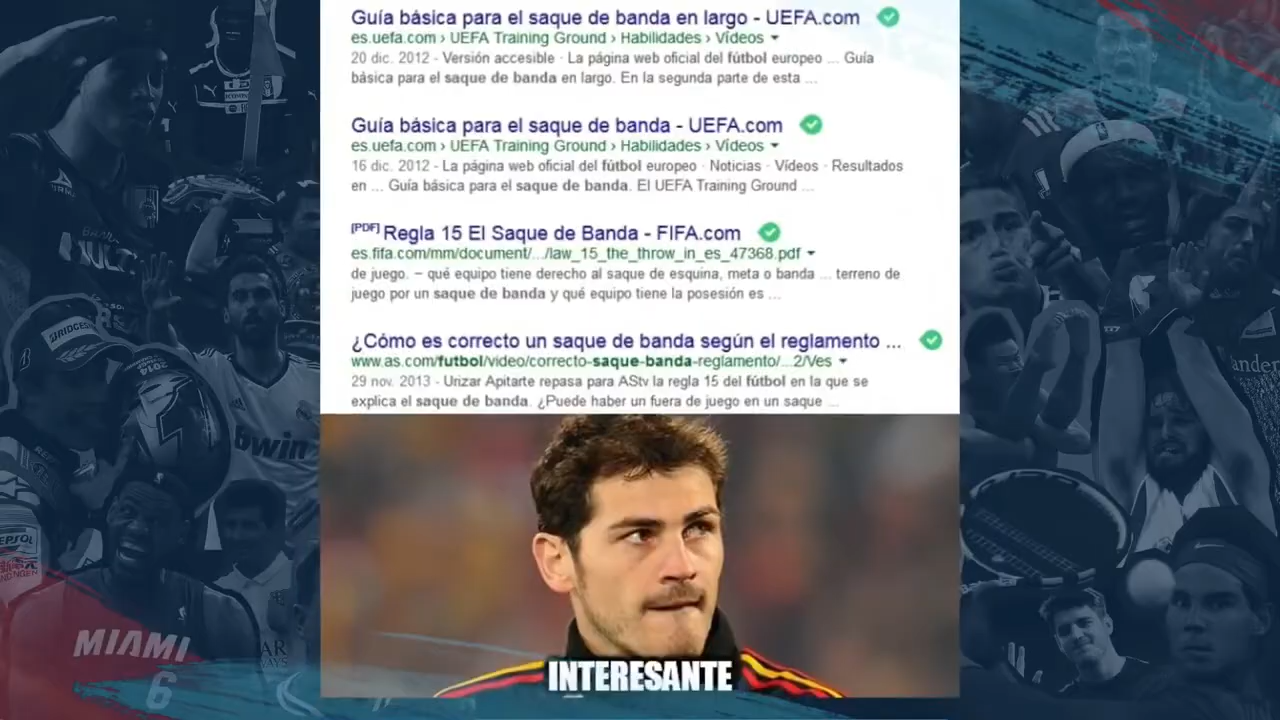 Guía básica para el saque de banda en largo - UEFA.com
es.uefa.com › UEFA Training Ground › Habilidades › Vídeos
20 dic. 2012 - Versión accesible · La página web oficial del fútbol europeo ... Guía
básica para el saque de banda en largo. En la segunda parte de esta ...
Guía básica para el saque de banda - UEFA.com
es.uefa.com › UEFA Training Ground › Habilidades › Vídeos
16 dic. 2012 - La página web oficial del fútbol europeo · Noticias · Vídeos · Resultados
en ... Guía básica para el saque de banda. El UEFA Training Ground ...
[PDF] Regla 15 El Saque de Banda - FIFA.com
es.fifa.com/mm/document/.../law_15_the_throw_in_es_47368.pdf
de juego. – qué equipo tiene derecho al saque de esquina, meta o banda ... terreno de
juego por un saque de banda y qué equipo tiene la posesión es ...
¿Cómo es correcto un saque de banda según el reglamento ...
www.as.com/futbol/video/correcto-saque-banda-reglamento/...2/Ves
29 nov. 2013 - Urizar Apitarte repasa para AStv la regla 15 del fútbol en la que se
explica el saque de banda. ¿Puede haber un fuera de juego en un saque ...
INTERESANTE
BRIDGES
2014
bwin
EPSOL
MIAMI
6
ander